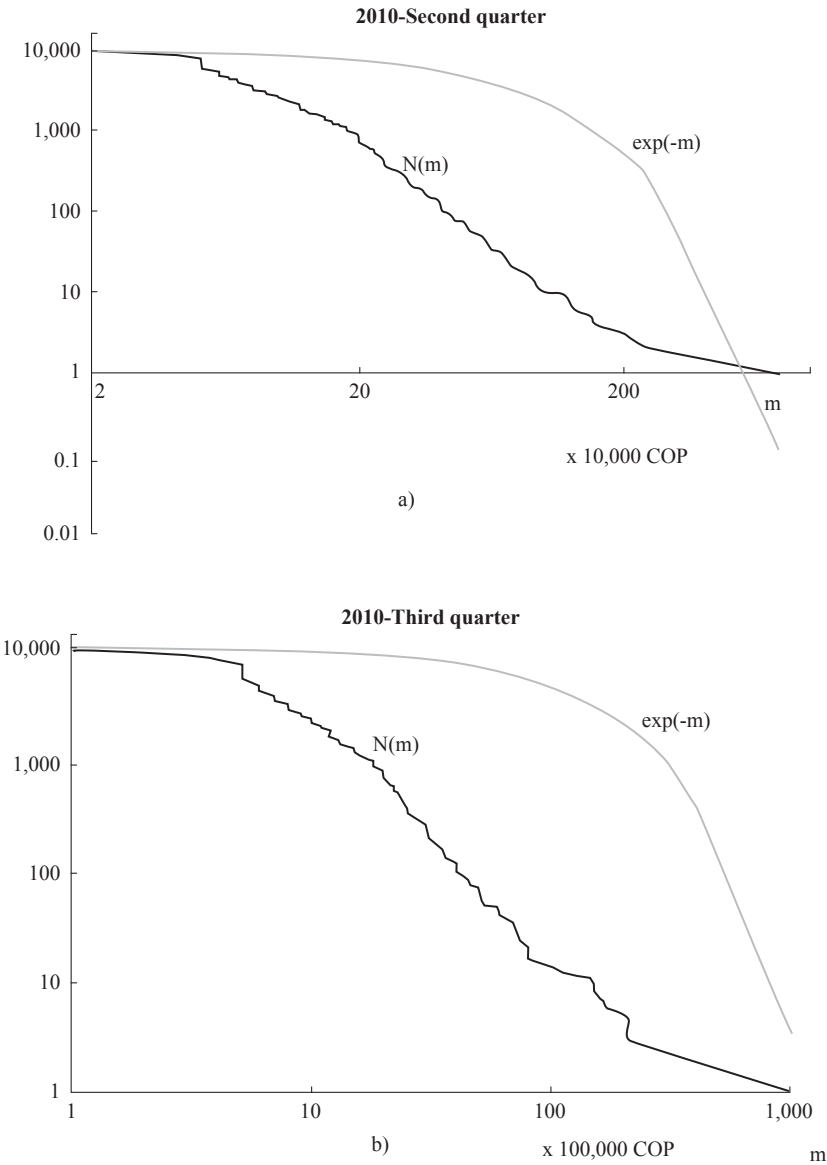 2010-Second quarter
10,000
1,000
exp(-m)
N(m)
100
10
1
2 20 200 m
0.1 x 10,000 COP
a)
0.01
2010-Third quarter
10,000
exp(-m)
N(m)
1,000
100
10
1
1 10 100 1,000
b) x 100,000 COP m